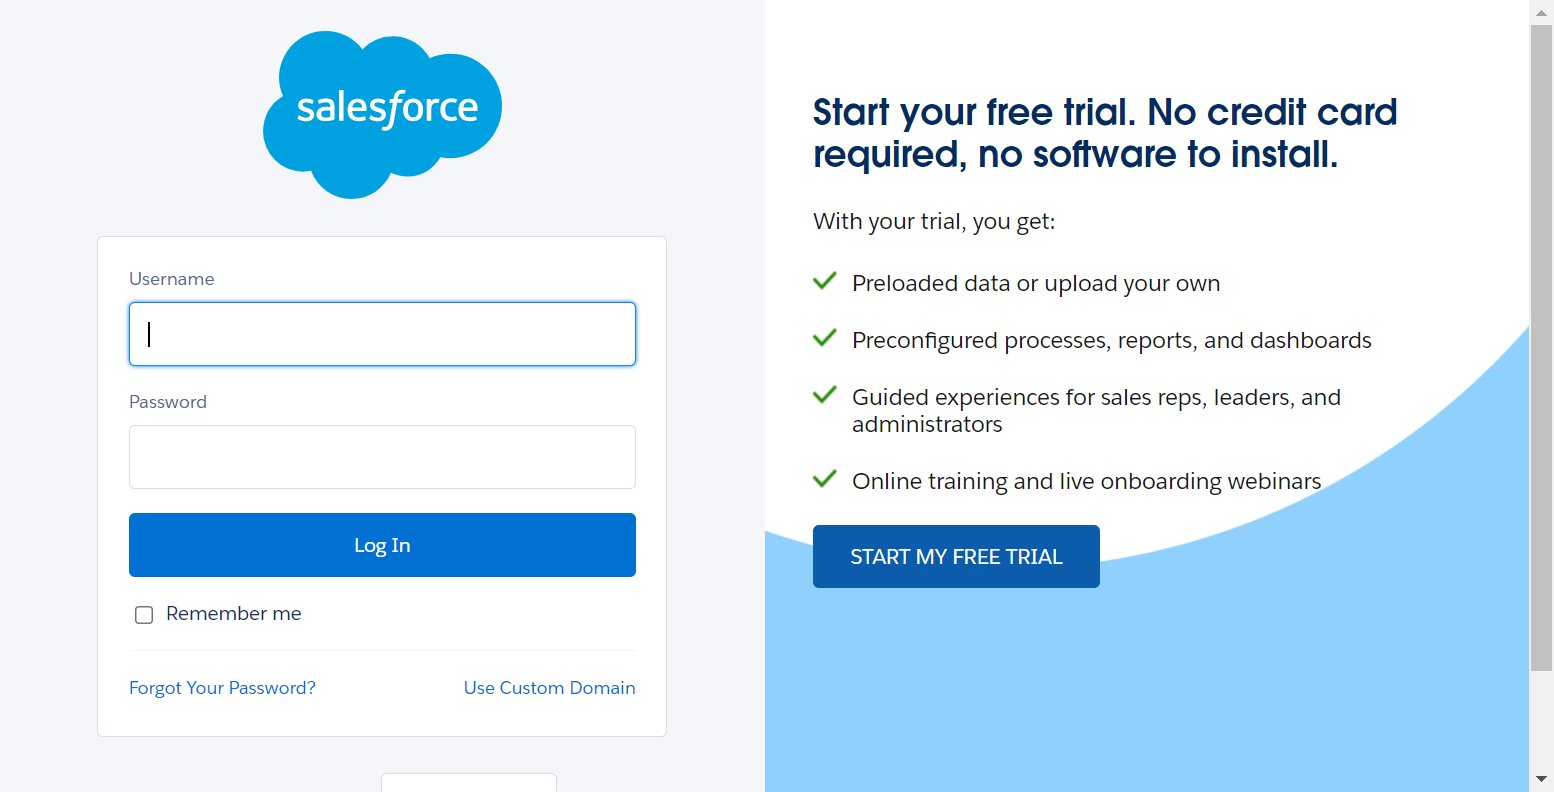 salesforce
Username
Password
Log In
Remember me
Forgot Your Password?
Use Custom Domain
Start your free trial. No credit card
required, no software to install.
With your trial, you get:
Preloaded data or upload your own
Preconfigured processes, reports, and dashboards
Guided experiences for sales reps, leaders, and
administrators
Online training and live onboarding webinars
START MY FREE TRIAL